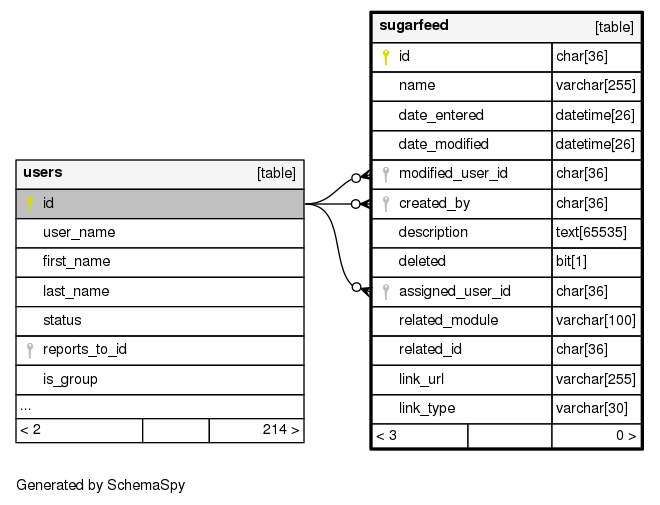 sugarfeed [table]
id char[36]
name varchar[255]
date_entered datetime[26]
date_modified datetime[26]
modified_user_id char[36]
created_by char[36]
description text[65535]
deleted bit[1]
assigned_user_id char[36]
related_module varchar[100]
related_id char[36]
link_url varchar[255]
link_type varchar[30]
< 3 0 >
users [table]
id
user_name
first_name
last_name
status
reports_to_id
is_group
...
< 2 214 >
Generated by SchemaSpy